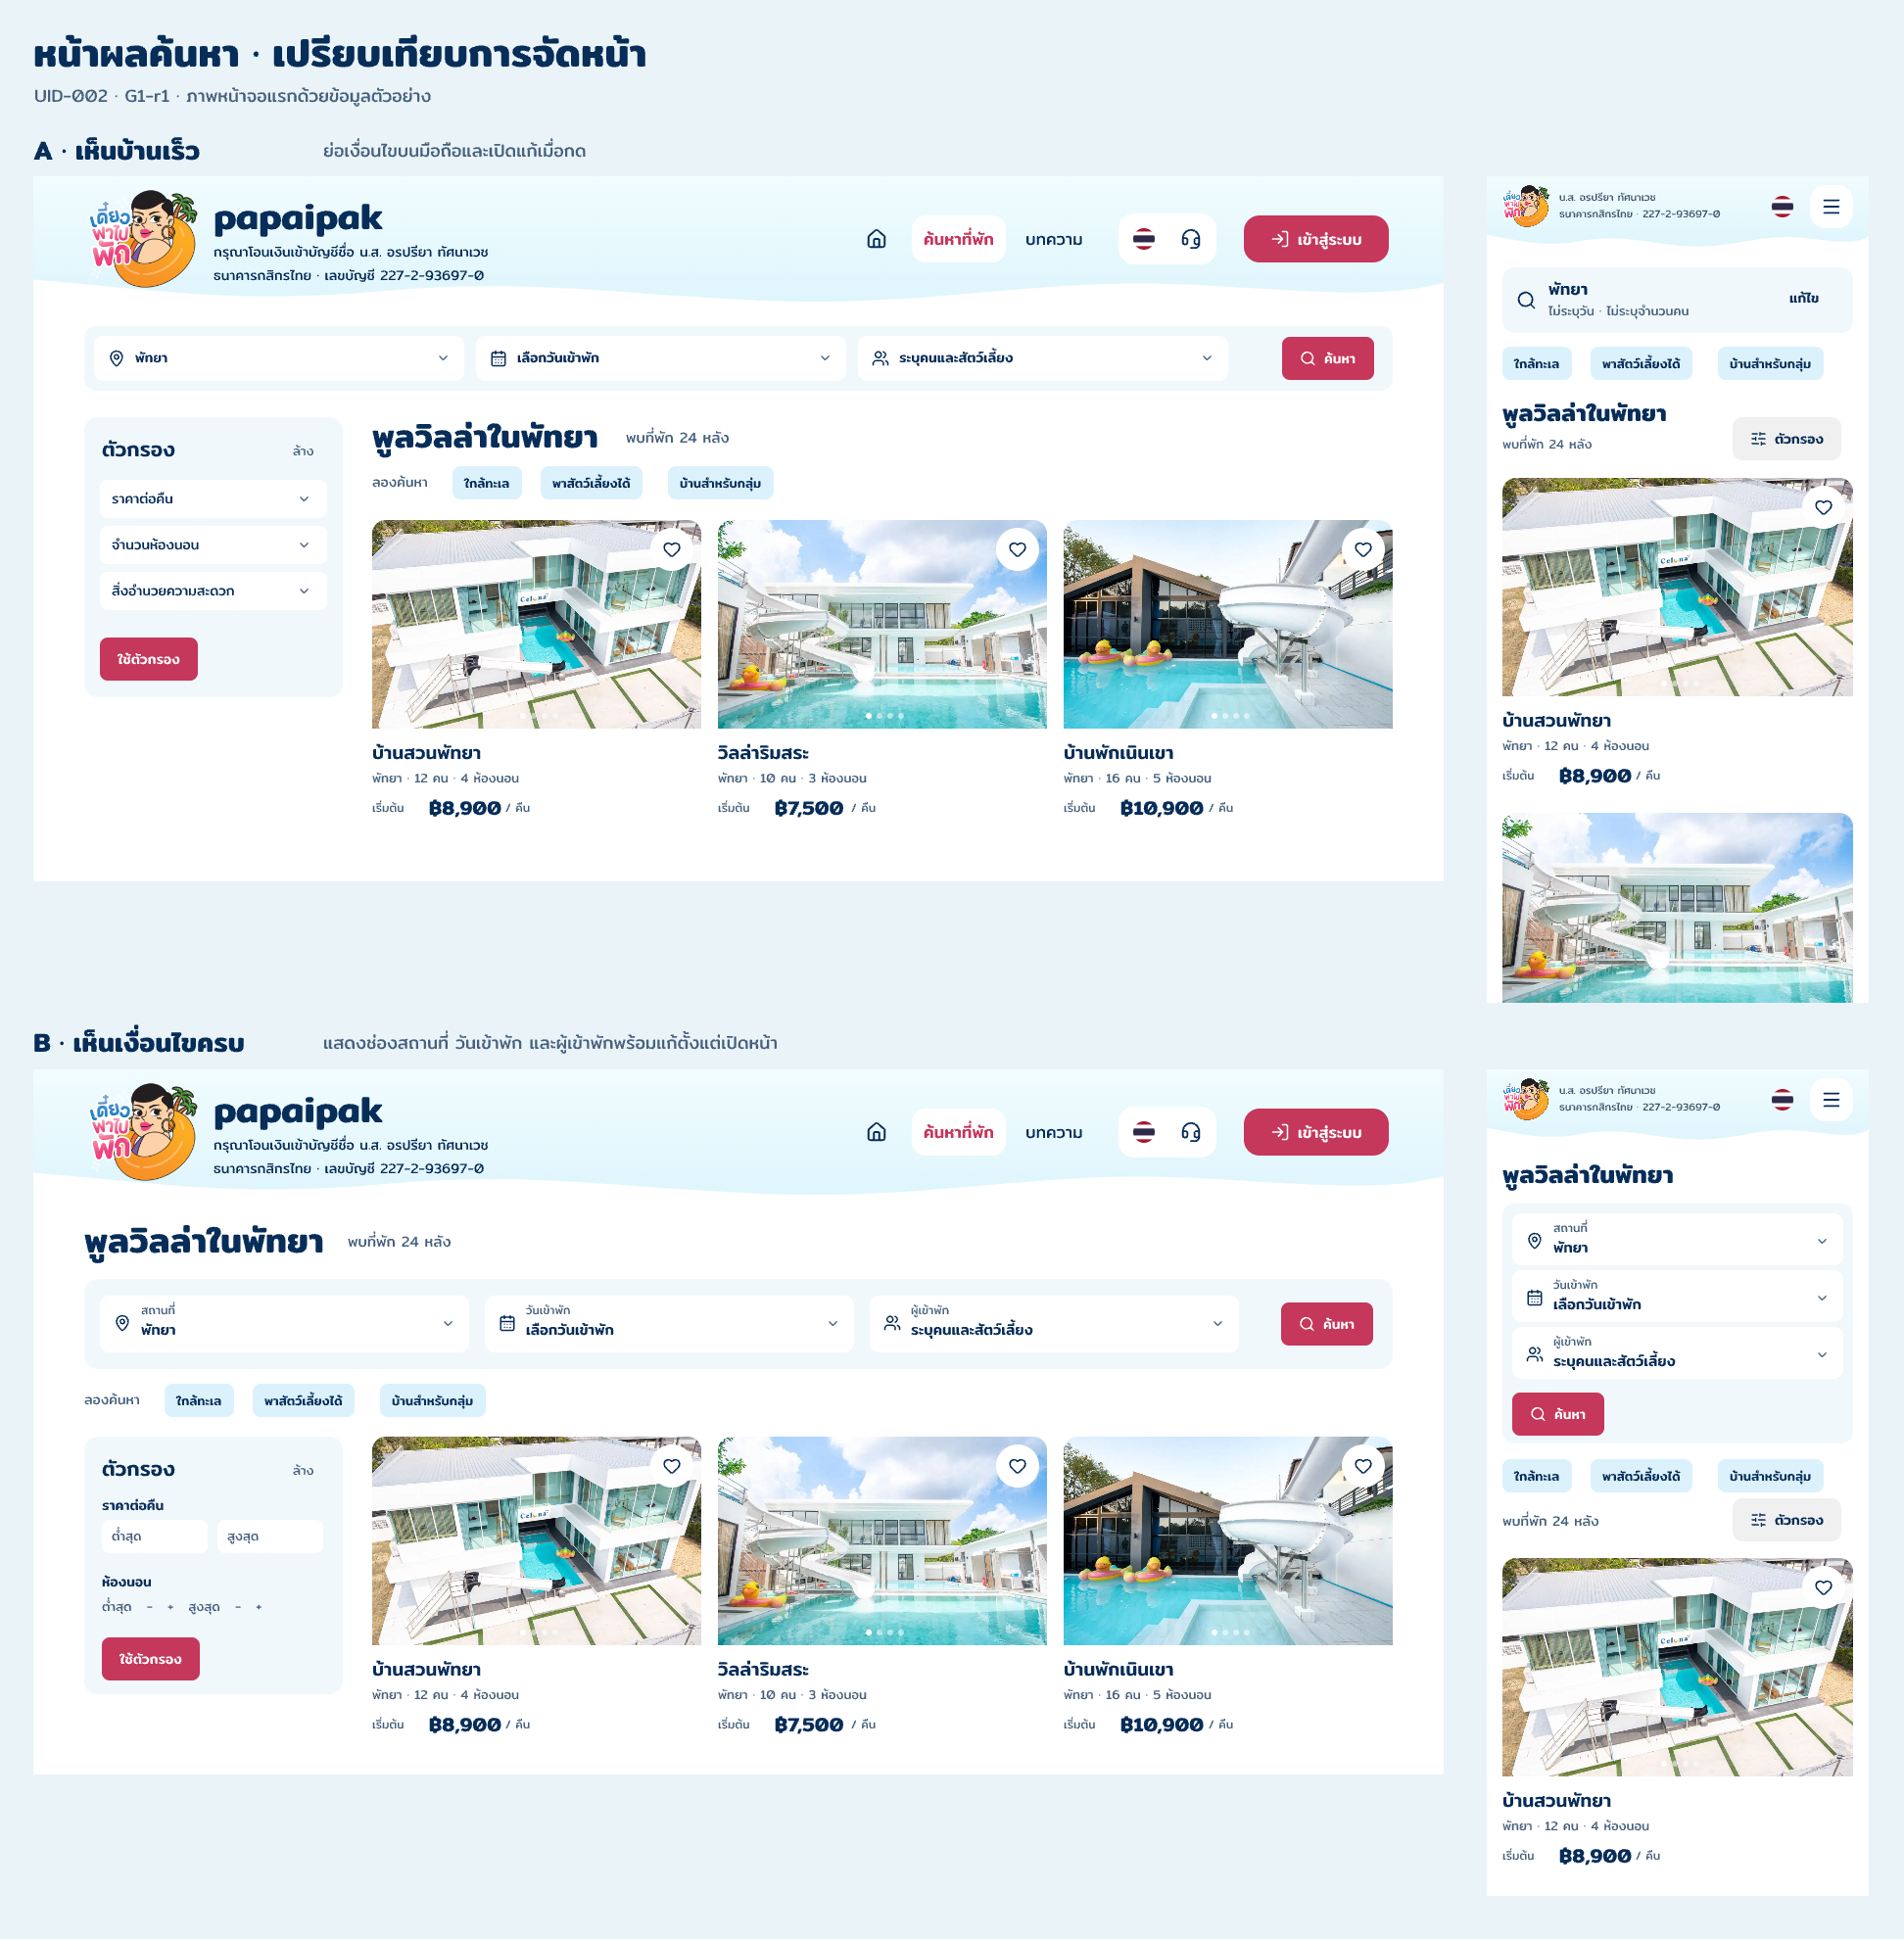 หน้าผลค้นหา · เปรียบเทียบการจัดหน้า
UID-002 · G1-r1 · ภาพหน้าจอแรกด้วยข้อมูลตัวอย่าง
A · เห็นบ้านเร็ว
ย่อเงื่อนไขบนมือถือและเปิดแก้เมื่อกด
เดี๋ยว
พาไป
พัก
papaipak
กรุณาโอนเงินเข้าบัญชีชื่อ น.ส. อรปรียา ทัศนาเวช
ธนาคารกสิกรไทย · เลขบัญชี 227-2-93697-0
ค้นหาที่พัก
บทความ
เข้าสู่ระบบ
พัทยา
เลือกวันเข้าพัก
ระบุคนและสัตว์เลี้ยง
ค้นหา
ตัวกรอง
ล้าง
ราคาต่อคืน
จำนวนห้องนอน
สิ่งอำนวยความสะดวก
ใช้ตัวกรอง
พูลวิลล่าในพัทยา
พบที่พัก 24 หลัง
ลองค้นหา
ใกล้ทะเล
พาสัตว์เลี้ยงได้
บ้านสำหรับกลุ่ม
Celona
บ้านสวนพัทยา
พัทยา · 12 คน · 4 ห้องนอน
เริ่มต้น ฿8,900 / คืน
วิลล่าริมสระ
พัทยา · 10 คน · 3 ห้องนอน
เริ่มต้น ฿7,500 / คืน
บ้านพักเนินเขา
พัทยา · 16 คน · 5 ห้องนอน
เริ่มต้น ฿10,900 / คืน
เดี๋ยว
พาไป
พัก
น.ส. อรปรียา ทัศนาเวช
ธนาคารกสิกรไทย · 227-2-93697-0
พัทยา
ไม่ระบุวัน · ไม่ระบุจำนวนคน
แก้ไข
ใกล้ทะเล
พาสัตว์เลี้ยงได้
บ้านสำหรับกลุ่ม
พูลวิลล่าในพัทยา
พบที่พัก 24 หลัง
ตัวกรอง
Celona
บ้านสวนพัทยา
พัทยา · 12 คน · 4 ห้องนอน
เริ่มต้น ฿8,900 / คืน
B · เห็นเงื่อนไขครบ
แสดงช่องสถานที่ วันเข้าพัก และผู้เข้าพักพร้อมแก้ตั้งแต่เปิดหน้า
เดี๋ยว
พาไป
พัก
papaipak
กรุณาโอนเงินเข้าบัญชีชื่อ น.ส. อรปรียา ทัศนาเวช
ธนาคารกสิกรไทย · เลขบัญชี 227-2-93697-0
ค้นหาที่พัก
บทความ
เข้าสู่ระบบ
พูลวิลล่าในพัทยา
พบที่พัก 24 หลัง
สถานที่
พัทยา
วันเข้าพัก
เลือกวันเข้าพัก
ผู้เข้าพัก
ระบุคนและสัตว์เลี้ยง
ค้นหา
ลองค้นหา
ใกล้ทะเล
พาสัตว์เลี้ยงได้
บ้านสำหรับกลุ่ม
ตัวกรอง
ล้าง
ราคาต่อคืน
ต่ำสุด
สูงสุด
ห้องนอน
ต่ำสุด - + สูงสุด - +
ใช้ตัวกรอง
Celona
บ้านสวนพัทยา
พัทยา · 12 คน · 4 ห้องนอน
เริ่มต้น ฿8,900 / คืน
วิลล่าริมสระ
พัทยา · 10 คน · 3 ห้องนอน
เริ่มต้น ฿7,500 / คืน
บ้านพักเนินเขา
พัทยา · 16 คน · 5 ห้องนอน
เริ่มต้น ฿10,900 / คืน
เดี๋ยว
พาไป
พัก
น.ส. อรปรียา ทัศนาเวช
ธนาคารกสิกรไทย · 227-2-93697-0
พูลวิลล่าในพัทยา
สถานที่
พัทยา
วันเข้าพัก
เลือกวันเข้าพัก
ผู้เข้าพัก
ระบุคนและสัตว์เลี้ยง
ค้นหา
ใกล้ทะเล
พาสัตว์เลี้ยงได้
บ้านสำหรับกลุ่ม
พบที่พัก 24 หลัง
ตัวกรอง
Celona
บ้านสวนพัทยา
พัทยา · 12 คน · 4 ห้องนอน
เริ่มต้น ฿8,900 / คืน